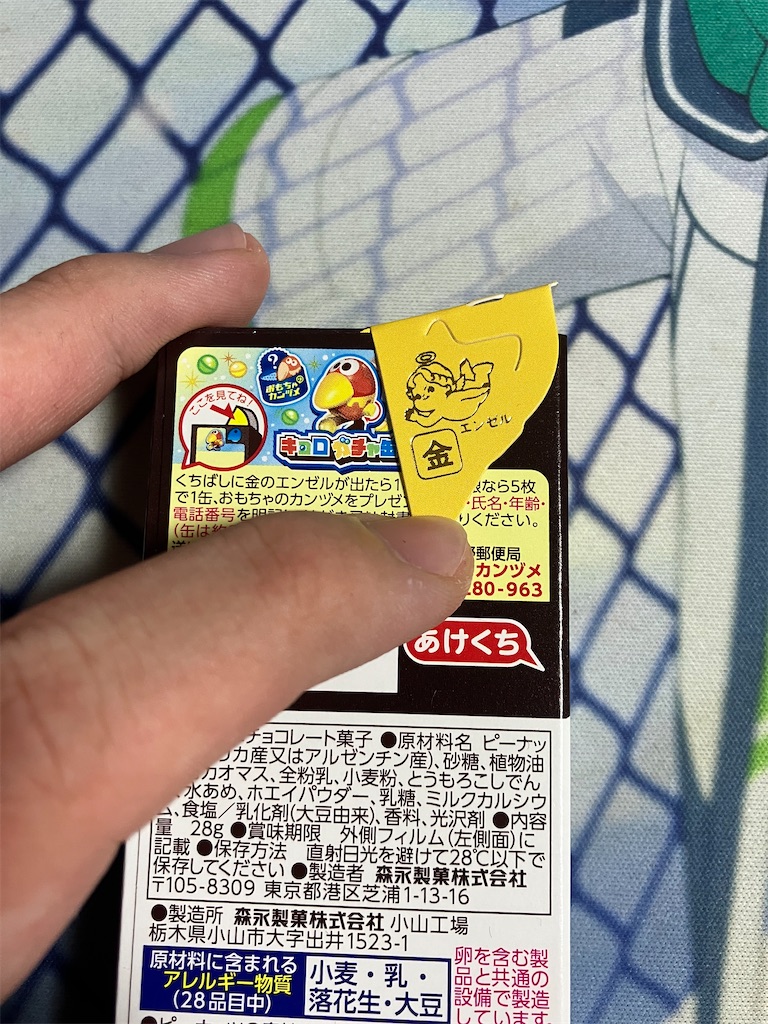 ?
おもちゃの
カンヅメ
ここを見てね!
キョロガチャ缶
エンゼル
金
くちばしに金のエンゼルが出たら1
なら5枚
で1缶、おもちゃのカンヅメをプレゼ
・氏名・年齢・
電話番号を明記
りください。
(缶は
郵便局
カンヅメ
80-963
あけくち
チョコレート菓子 ●原材料名 ピーナッ
カ産又はアルゼンチン産)、砂糖、植物油
カオマス、全粉乳、小麦粉、とうもろこしでん
、水あめ、ホエイパウダー、乳糖、ミルクカルシウ
ム、食塩/乳化剤(大豆由来)、香料、光沢剤 ●内容
量 28g ●賞味期限 外側フィルム(左側面)に
記載 ●保存方法 直射日光を避けて28℃以下で
保存してください ●製造者 森永製菓株式会社
〒105-8309 東京都港区芝浦1-13-16
●製造所 森永製菓株式会社 小山工場
栃木県小山市大字出井1523-1
原材料に含まれる
アレルギー物質
(28品目中)
小麦・乳・
落花生・大豆
卵を含む製
品と共通の
設備で製造
しています。